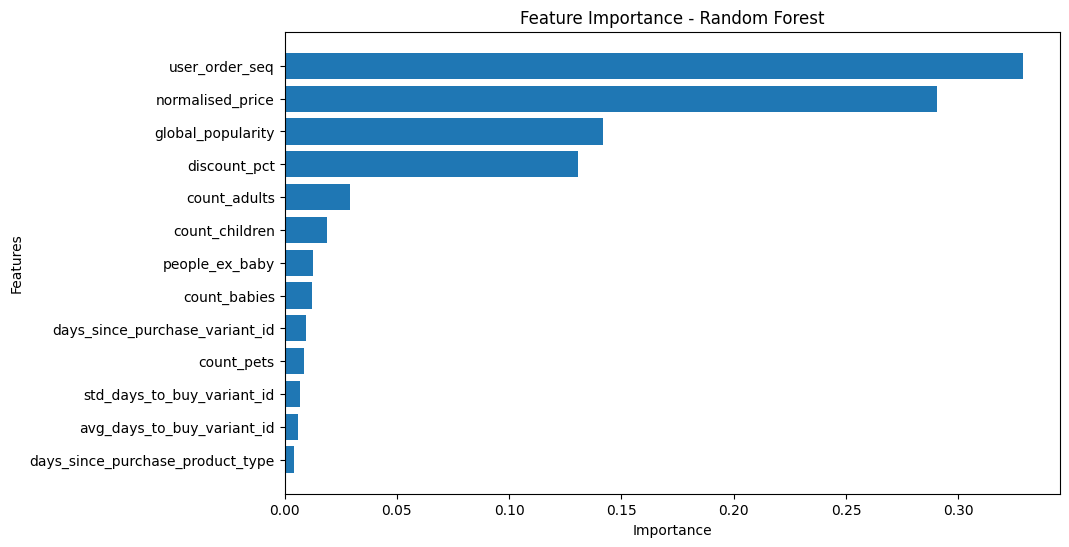 Feature Importance - Random Forest
Features
user_order_seq
normalised_price
global_popularity
discount_pct
count_adults
count_children
people_ex_baby
count_babies
days_since_purchase_variant_id
count_pets
std_days_to_buy_variant_id
avg_days_to_buy_variant_id
days_since_purchase_product_type
0.00 0.05 0.10 0.15 0.20 0.25 0.30
Importance